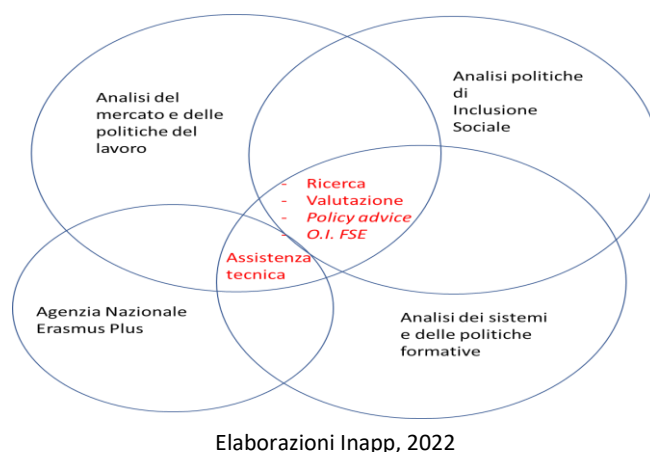 Analisi del
mercato e delle
politiche del
lavoro
Analisi politiche
di
Inclusione
Sociale
- Ricerca
- Valutazione
- Policy advice
- O.I. FSE
Assistenza
tecnica
Agenzia Nazionale
Erasmus Plus
Analisi dei sistemi
e delle politiche
formative
Elaborazioni Inapp, 2022